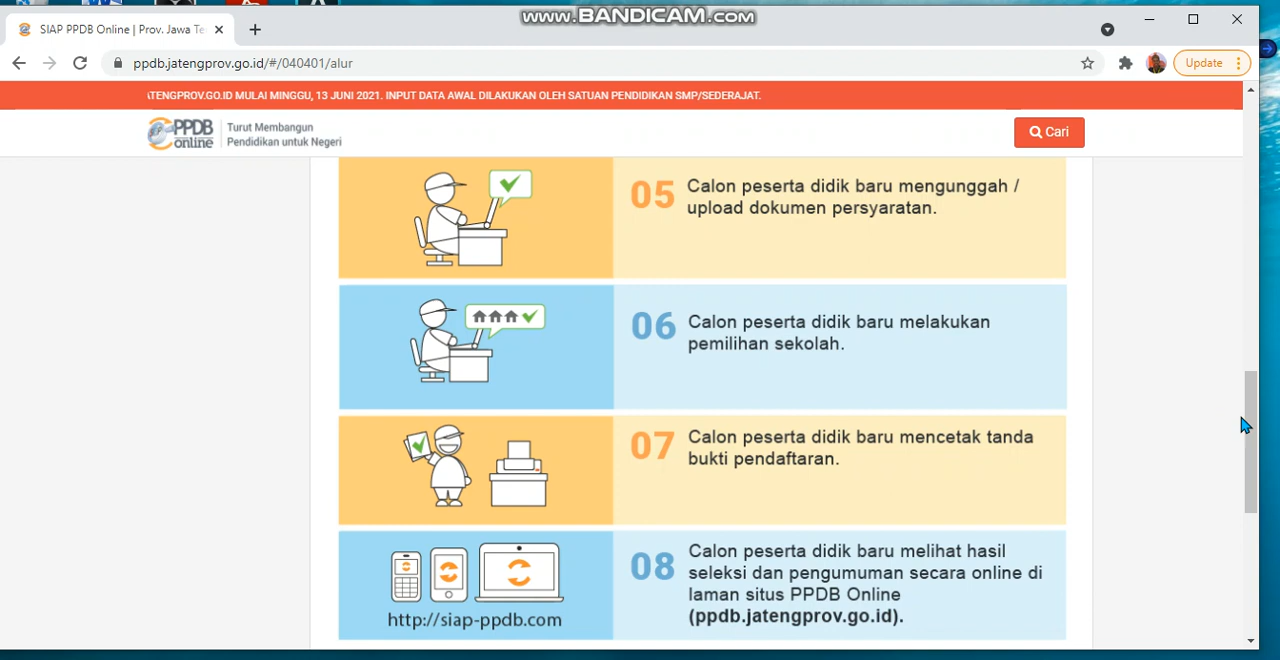 WWW.BANDICAM.COM
SIAP PPDB Online | Prov. Jawa Te
ppdb.jatengprov.go.id/#/040401/alur
Update
ATENGPROV.GO.ID MULAI MINGGU, 13 JUNI 2021. INPUT DATA AWAL DILAKUKAN OLEH SATUAN PENDIDIKAN SMP/SEDERAJAT.
PPDB
online
Turut Membangun
Pendidikan untuk Negeri
Cari
05
Calon peserta didik baru mengunggah /
upload dokumen persyaratan.
06
Calon peserta didik baru melakukan
pemilihan sekolah.
07
Calon peserta didik baru mencetak tanda
bukti pendaftaran.
http://siap-ppdb.com
08
Calon peserta didik baru melihat hasil
seleksi dan pengumuman secara online di
laman situs PPDB Online
(ppdb.jatengprov.go.id).